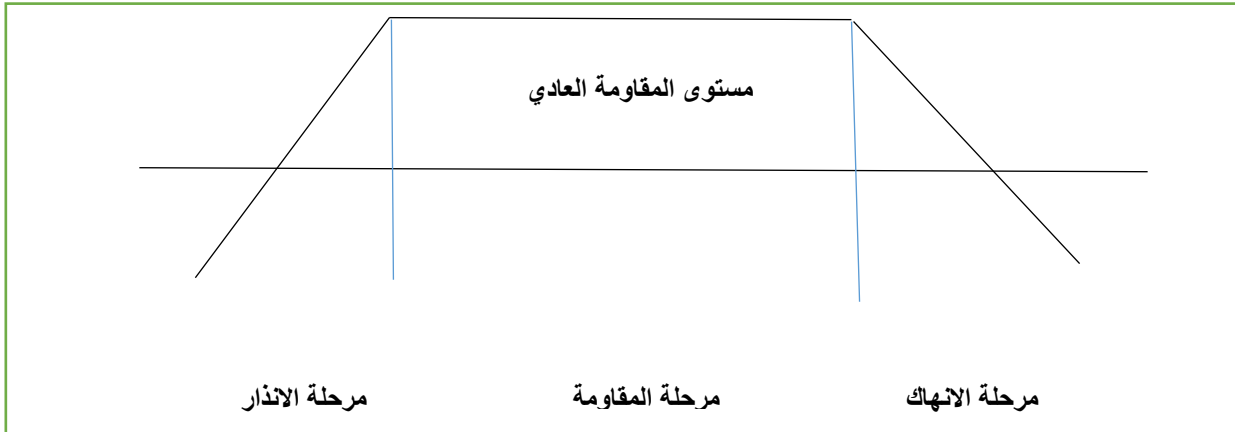 مستوى المقاومة العادي
مرحلة الانهاك
مرحلة المقاومة
مرحلة الانذار